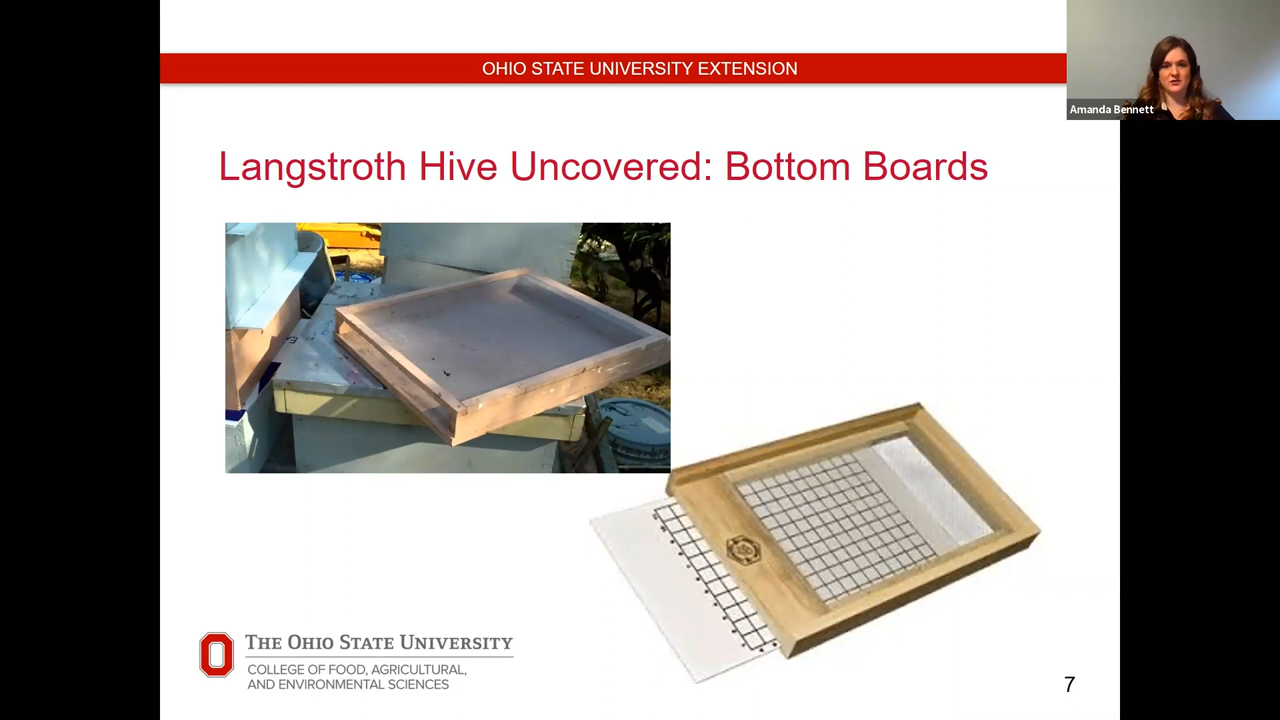 OHIO STATE UNIVERSITY EXTENSION
Amanda Bennett
Langstroth Hive Uncovered: Bottom Boards
THE OHIO STATE UNIVERSITY
COLLEGE OF FOOD, AGRICULTURAL,
AND ENVIRONMENTAL SCIENCES
7